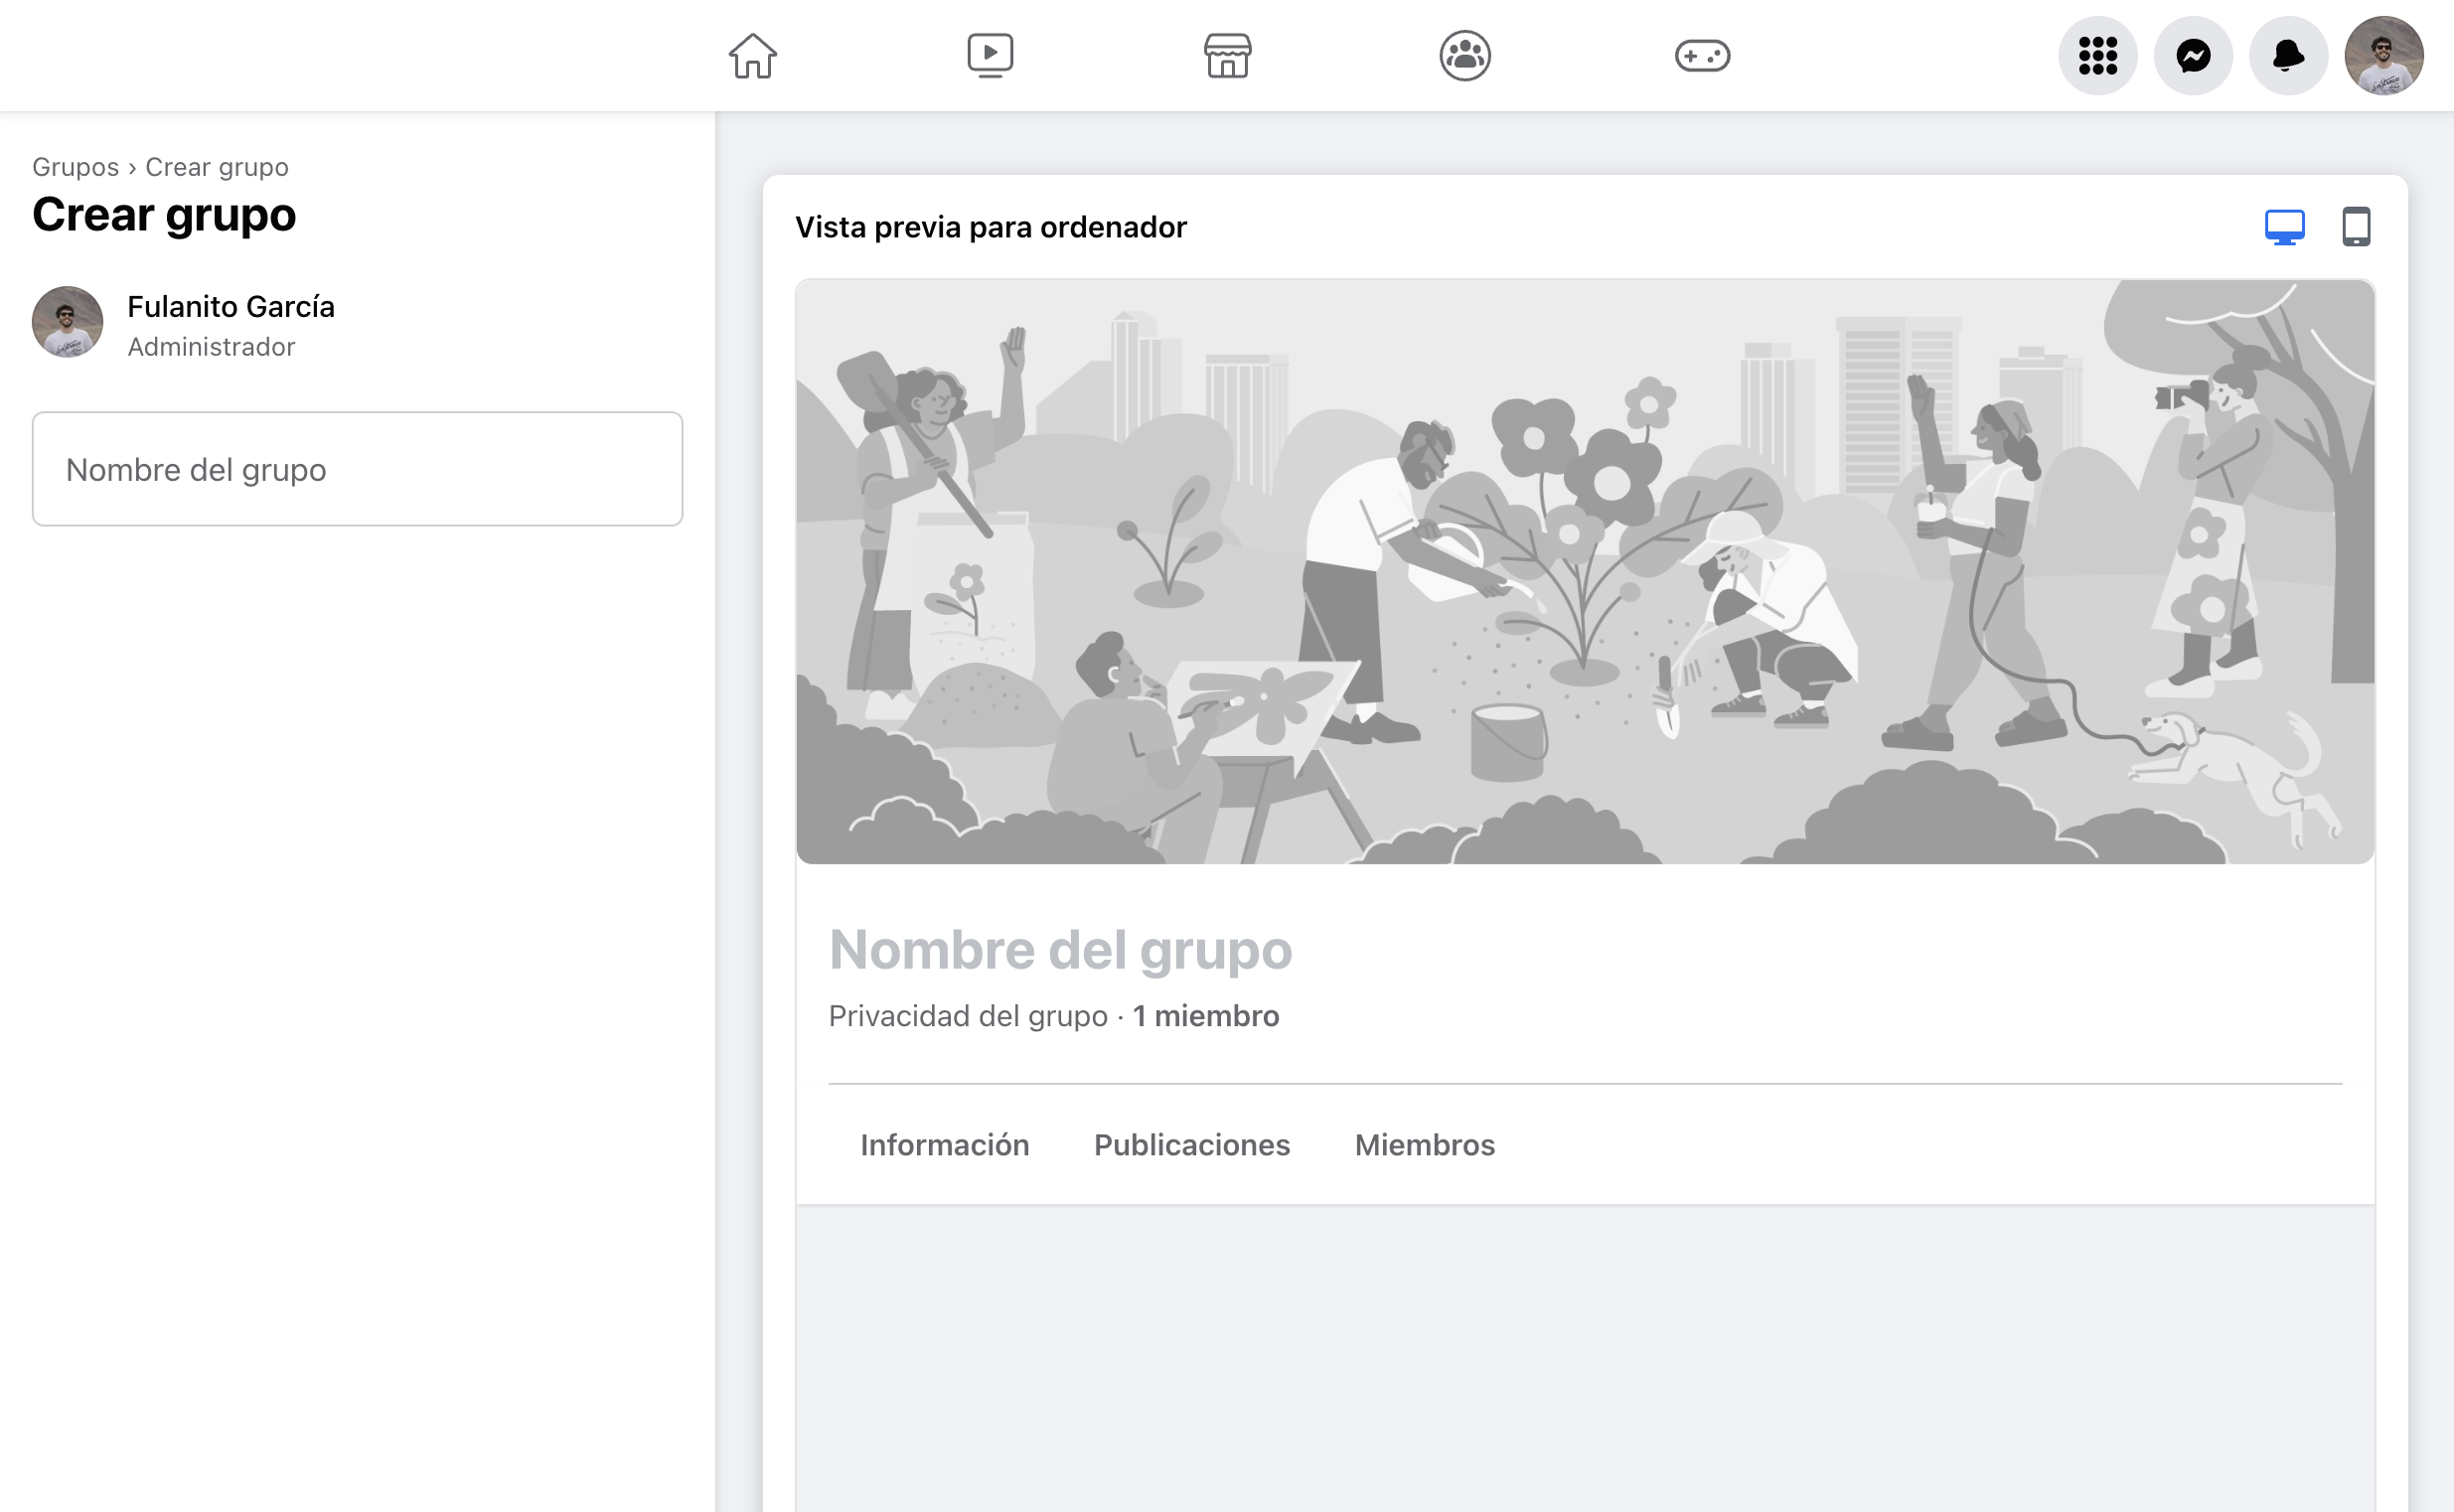 Grupos › Crear grupo
Crear grupo
Fulanito García
Administrador
Nombre del grupo
Vista previa para ordenador
Nombre del grupo
Privacidad del grupo · 1 miembro
Información Publicaciones Miembros